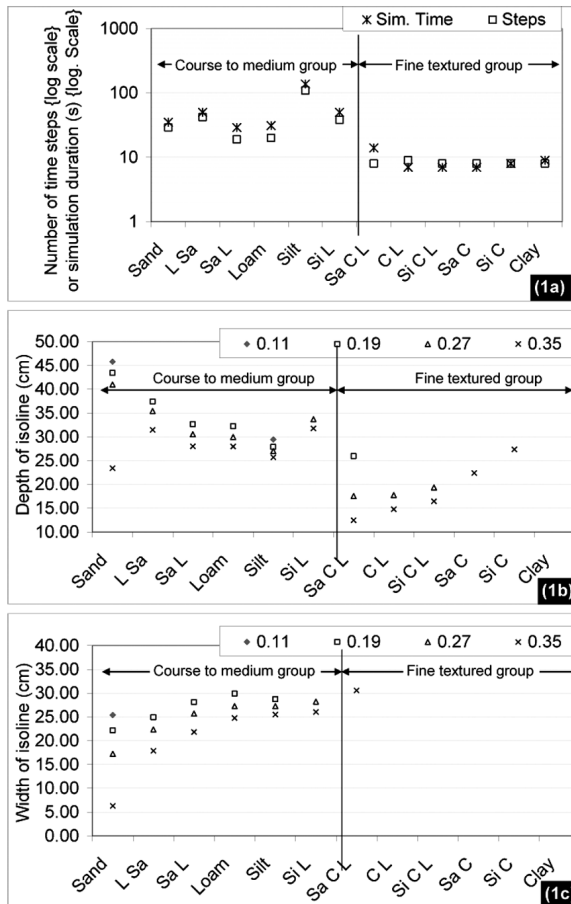 Sim. Time Steps
Course to medium group Fine textured group
Number of time steps {log scale}
or simulation duration (s) {log. Scale}
1000
100
10
1
Sand L Sa Sa L Loam Silt Si L Sa C L C L Si C L Sa C Si C Clay
(1a)
0.11 0.19 0.27 0.35
Course to medium group Fine textured group
Depth of isoline (cm)
50.00
45.00
40.00
35.00
30.00
25.00
20.00
15.00
10.00
Sand L Sa Sa L Loam Silt Si L Sa C L C L Si C L Sa C Si C Clay
(1b)
0.11 0.19 0.27 0.35
Course to medium group Fine textured group
Width of isoline (cm)
40.00
35.00
30.00
25.00
20.00
15.00
10.00
5.00
0.00
Sand L Sa Sa L Loam Silt Si L Sa C L C L Si C L Sa C Si C Clay
(1c